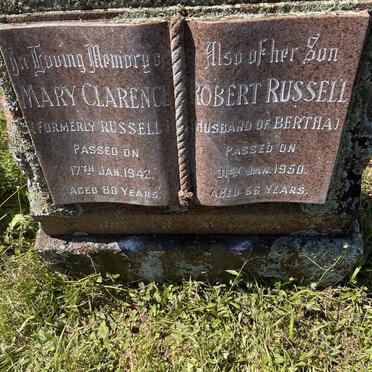 In Loving Memory of
MARY CLARENCE
(FORMERLY RUSSELL)
PASSED ON
17TH JAN. 1942.
AGED 80 YEARS.
Also of her Son
ROBERT RUSSELL
(HUSBAND OF BERTHA)
PASSED ON
31ST JAN. 1950.
AGED 56 YEARS.